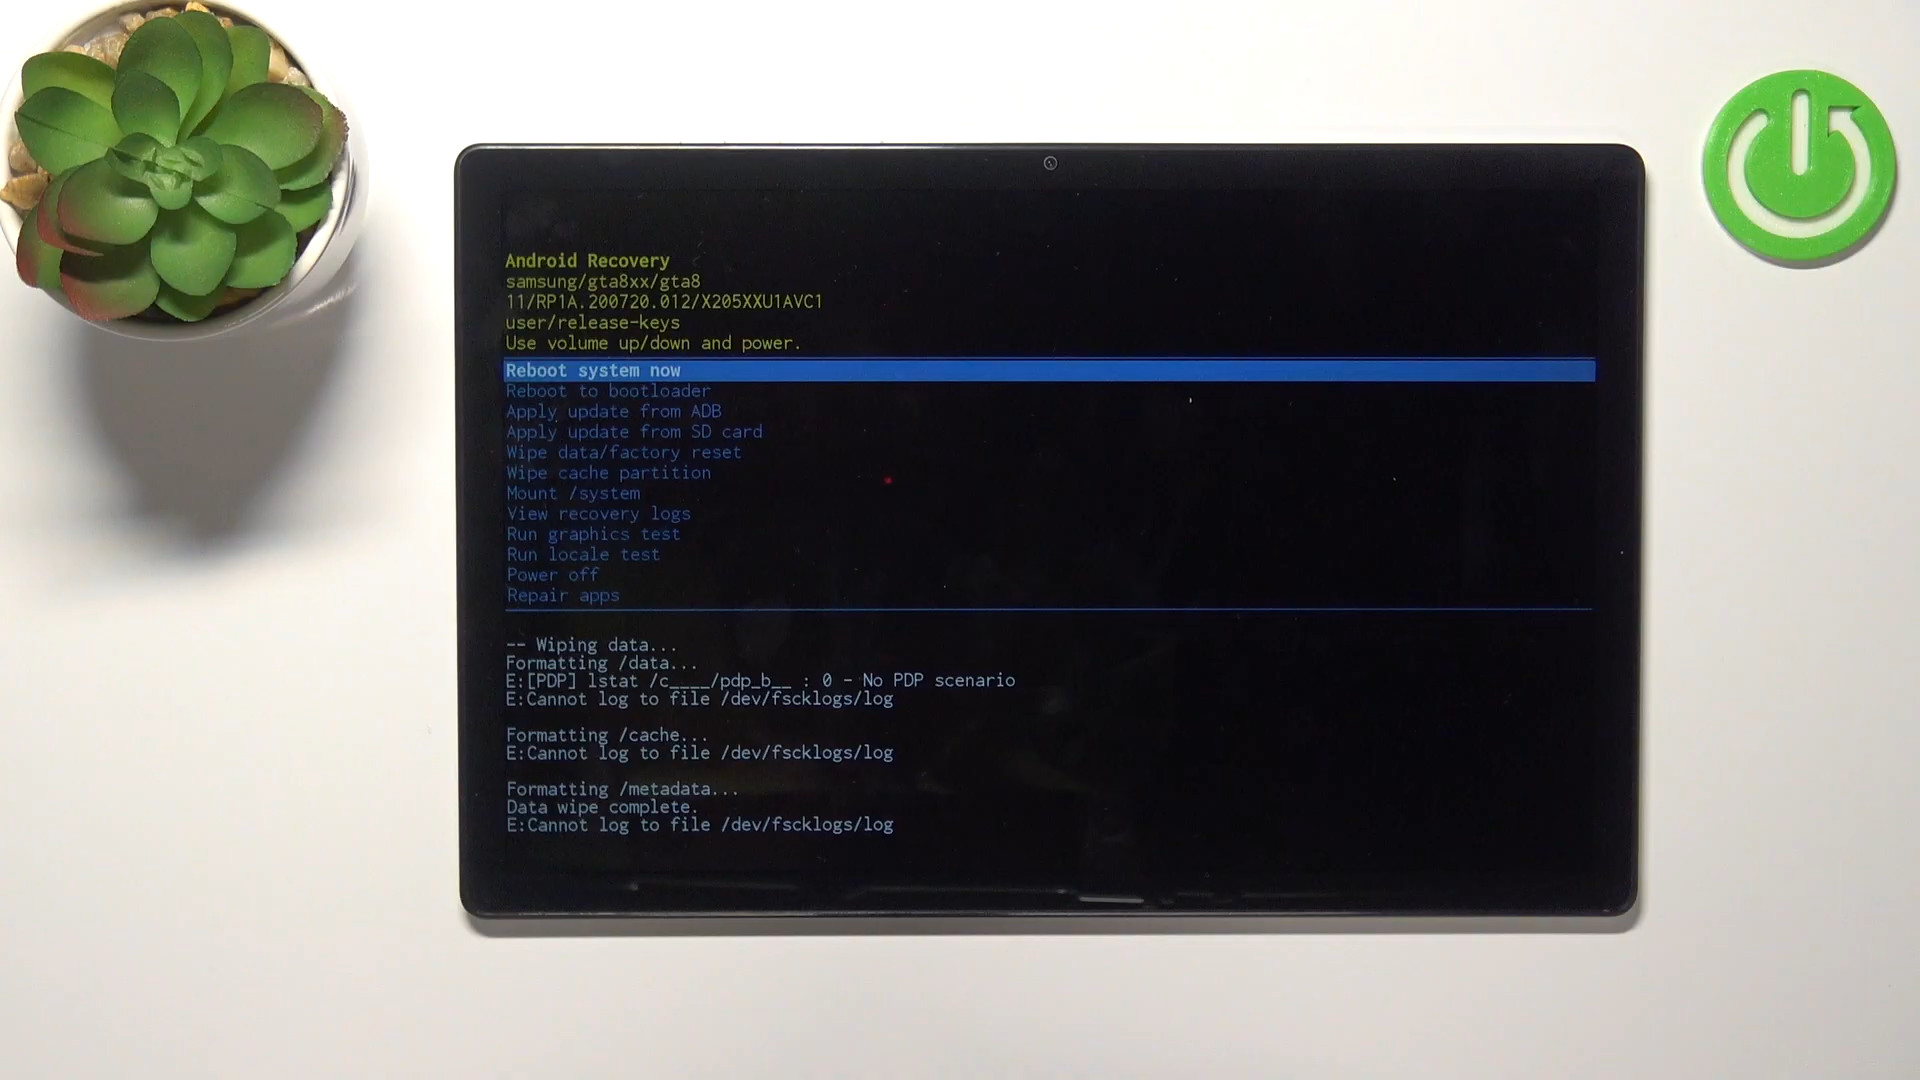 Android Recovery
samsung/gta8xx/gta8
11/RP1A.200720.012/X205XXU1AVC1
user/release-keys
Use volume up/down and power.
Reboot system now
Reboot to bootloader
Apply update from ADB
Apply update from SD card
Wipe data/factory reset
Wipe cache partition
Mount /system
View recovery logs
Run graphics test
Run locale test
Power off
Repair apps
-- Wiping data...
Formatting /data...
E:[PDP] lstat /c____/pdp_b__ : 0 - No PDP scenario
E:Cannot log to file /dev/fscklogs/log
Formatting /cache...
E:Cannot log to file /dev/fscklogs/log
Formatting /metadata...
Data wipe complete.
E:Cannot log to file /dev/fscklogs/log